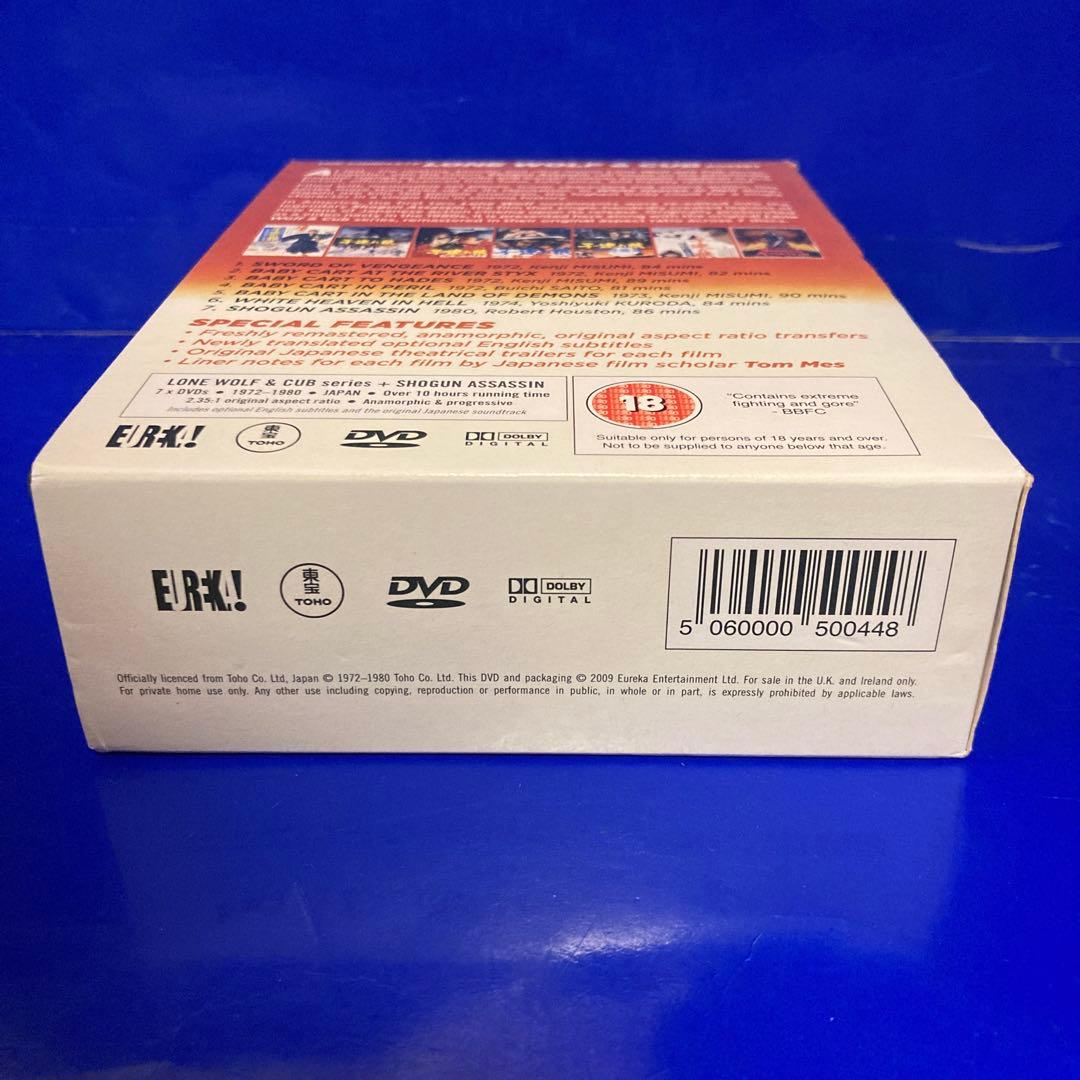 LONE WOLF & CUB
1. SWORD OF VENGEANCE 1972, Kenji MISUMI, 84 mins
2. BABY CART AT THE RIVER STYX 1972, Kenji MISUMI, 82 mins
3. BABY CART TO HADES 1972, Kenji MISUMI, 89 mins
4. BABY CART IN PERIL 1972, Buichi SAITO, 81 mins
5. BABY CART IN THE LAND OF DEMONS 1973, Kenji MISUMI, 90 mins
6. WHITE HEAVEN IN HELL 1974, Yoshiyuki KURODA, 84 mins
7. SHOGUN ASSASSIN 1980, Robert Houston, 86 mins
SPECIAL FEATURES
• Freshly remastered, anamorphic, original aspect ratio transfers
• Newly translated optional English subtitles
• Original Japanese theatrical trailers for each film
• Liner notes for each film by Japanese film scholar Tom Mes
LONE WOLF & CUB series + SHOGUN ASSASSIN
7 x DVDs • 1972–1980 • JAPAN • Over 10 hours running time
2.35:1 original aspect ratio • Anamorphic & progressive
Includes optional English subtitles and the original Japanese soundtrack
18
"Contains extreme
fighting and gore"
- BBFC
Suitable only for persons of 18 years and over.
Not to be supplied to anyone below that age.
EUREKA!
東宝
TOHO
DVD
DOLBY
DIGITAL
EUREKA!
東宝
TOHO
DVD
DOLBY
DIGITAL
5 060000 500448
Officially licenced from Toho Co. Ltd, Japan © 1972–1980 Toho Co. Ltd. This DVD and packaging © 2009 Eureka Entertainment Ltd. For sale in the U.K. and Ireland only.
For private home use only. Any other use including copying, reproduction or performance in public, in whole or in part, is expressly prohibited by applicable laws.